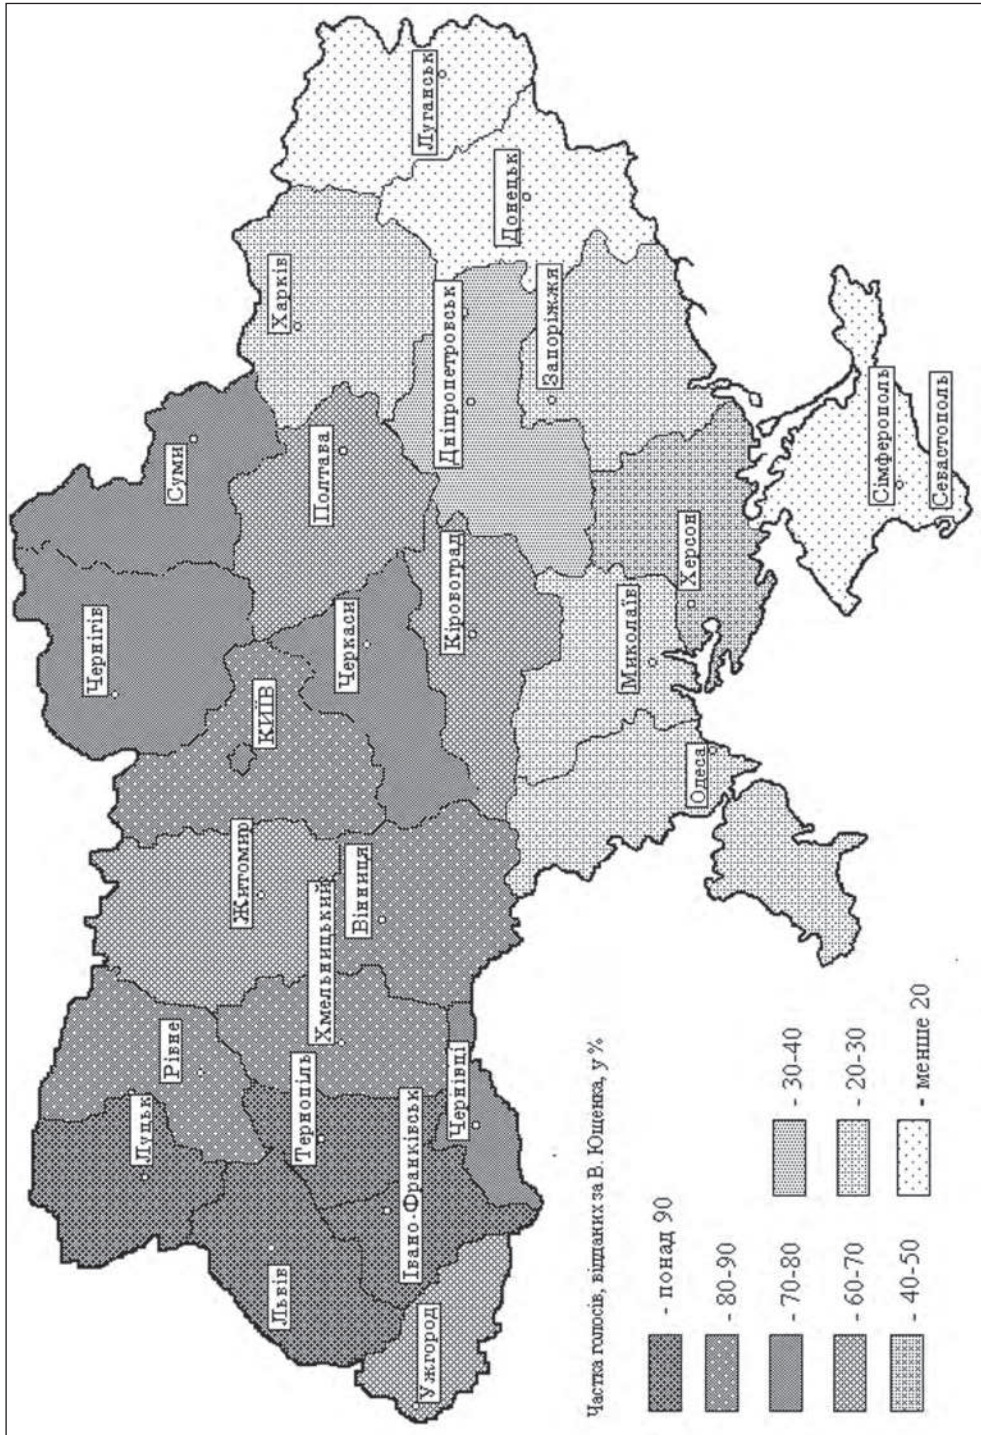 Луцьк
Рівне
Житомир
КИЇВ
Чернігів
Суми
Львів
Тернопіль
Хмельницький
Вінниця
Черкаси
Полтава
Харків
Луганськ
Ужгород
Івано-Франківськ
Чернівці
Кіровоград
Дніпропетровськ
Донецьк
Запоріжжя
Одеса
Миколаїв
Херсон
Сімферополь
Севастополь
Частка голосів, відданих за В. Ющенка, у %
- понад 90
- 80-90
- 70-80
- 60-70
- 40-50
- 30-40
- 20-30
- менше 20